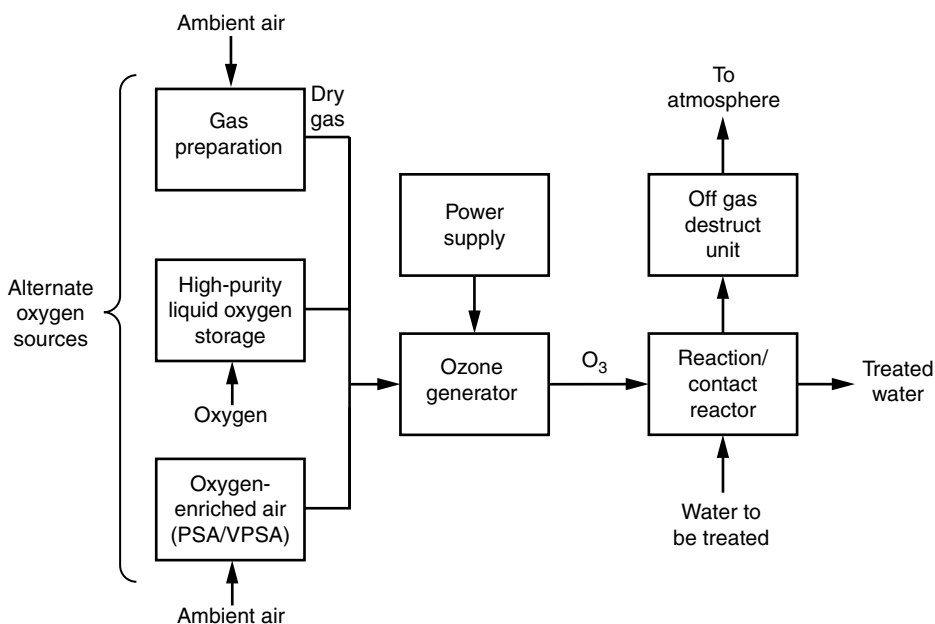 Ambient air
Gas
preparation
Dry
gas
Alternate
oxygen
sources
High-purity
liquid oxygen
storage
Oxygen
Oxygen-
enriched air
(PSA/VPSA)
Ambient air
Power
supply
Ozone
generator
O₃
To
atmosphere
Off gas
destruct
unit
Reaction/
contact
reactor
Treated
water
Water to
be treated